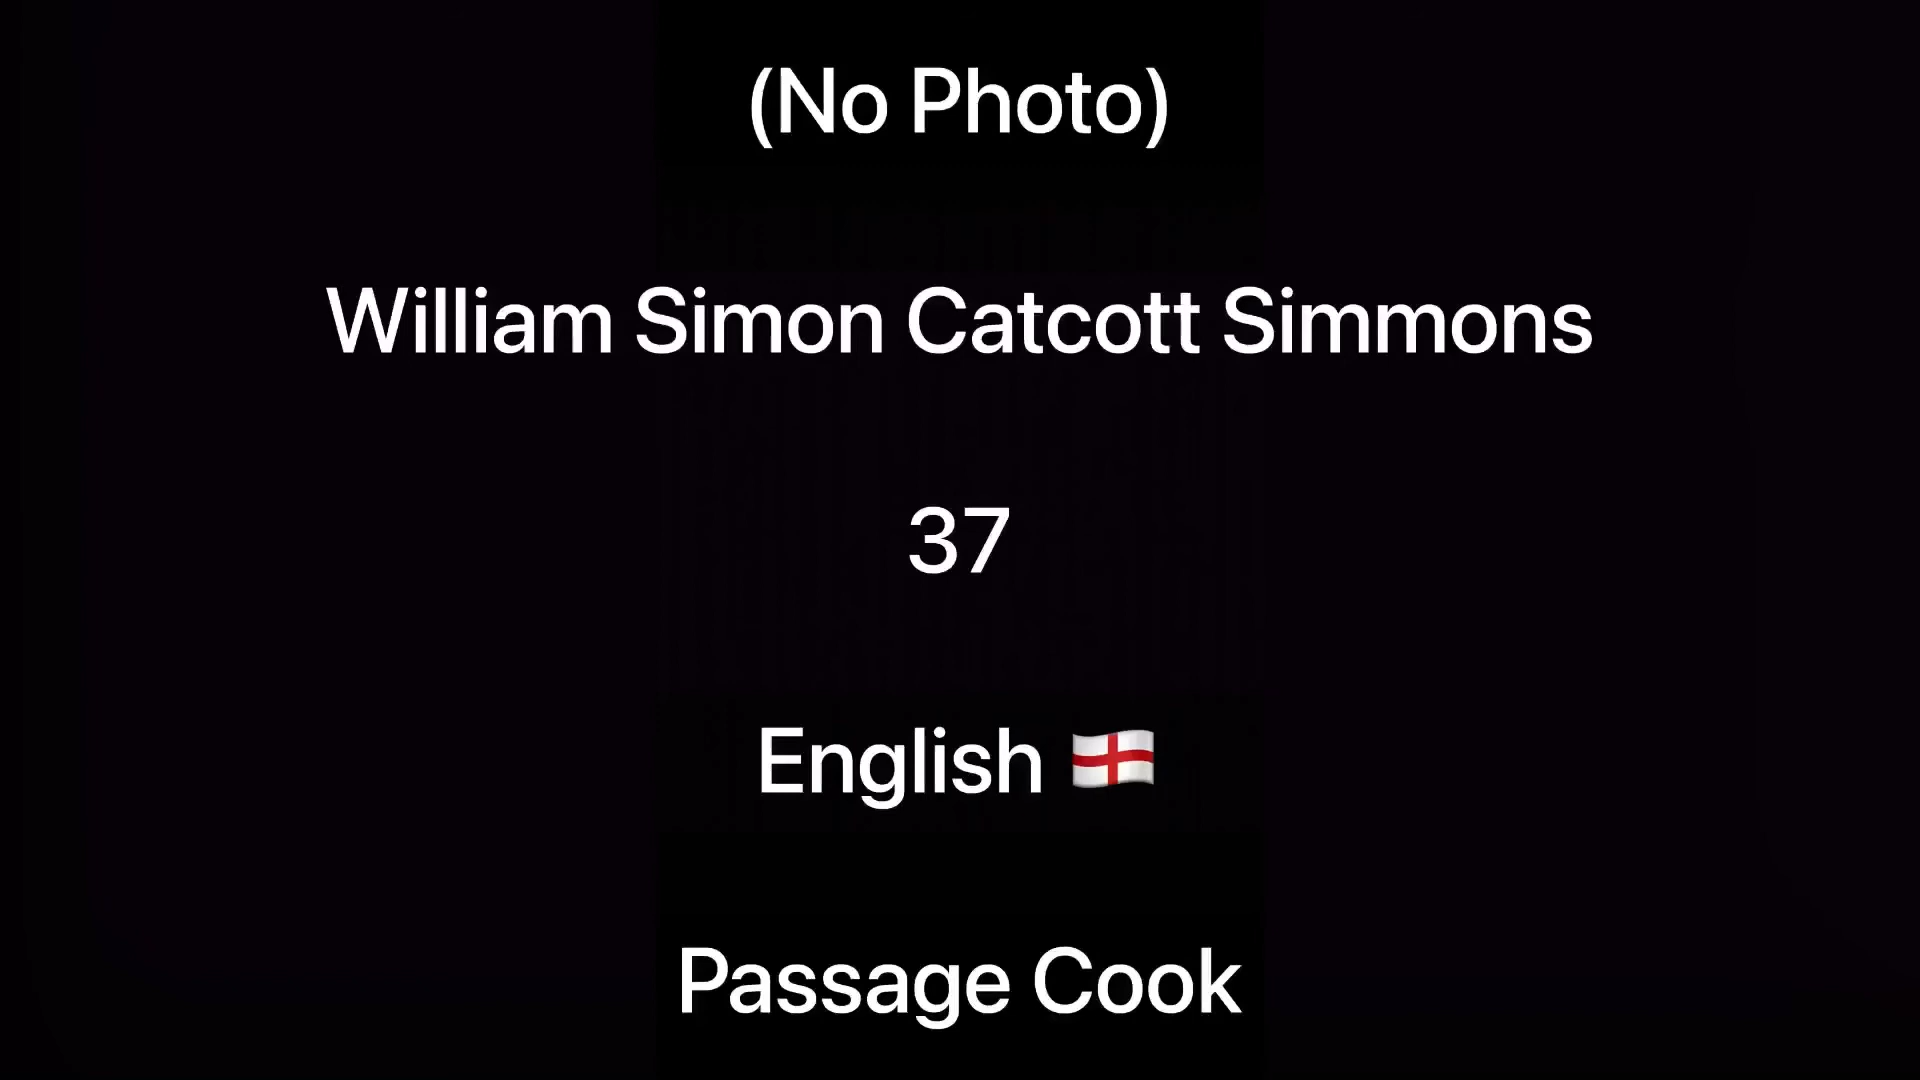 (No Photo)
William Simon Catcott Simmons
37
English 🏴󠁧󠁢󠁥󠁮󠁧󠁿
Passage Cook